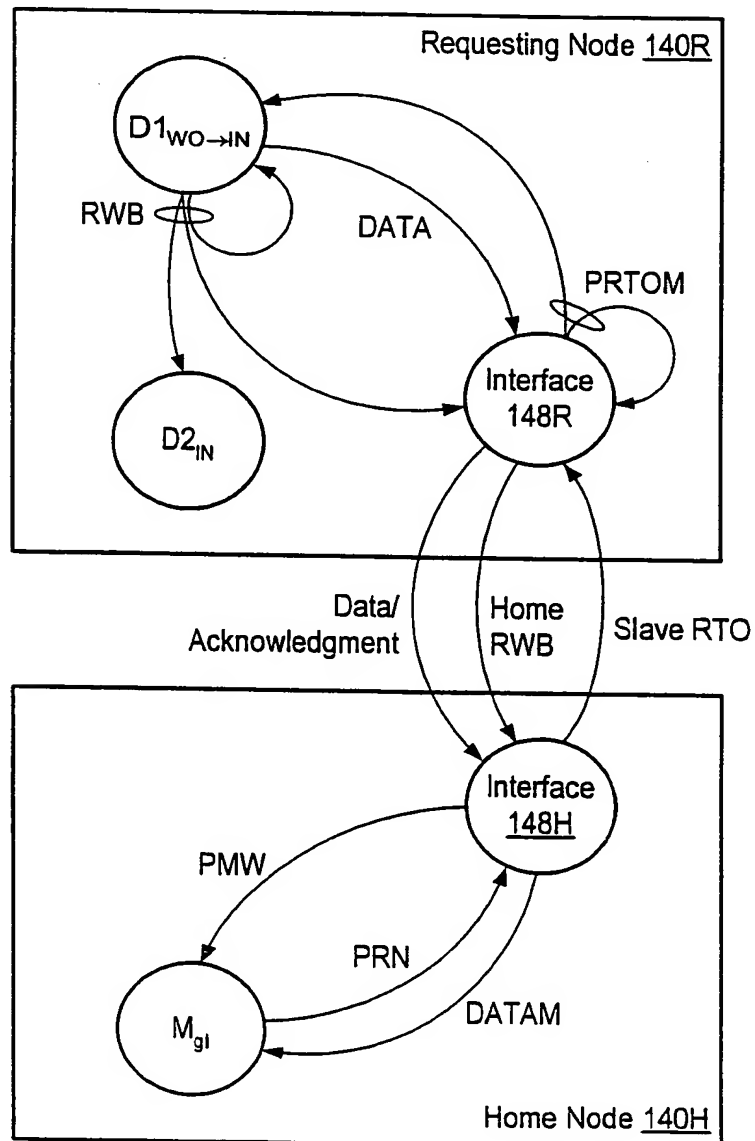 Requesting Node 140R
D1WO→IN
RWB
DATA
PRTOM
Interface
148R
D2IN
Data/
Acknowledgment
Home
RWB
Slave RTO
Interface
148H
PMW
PRN
DATAM
Mgl
Home Node 140H